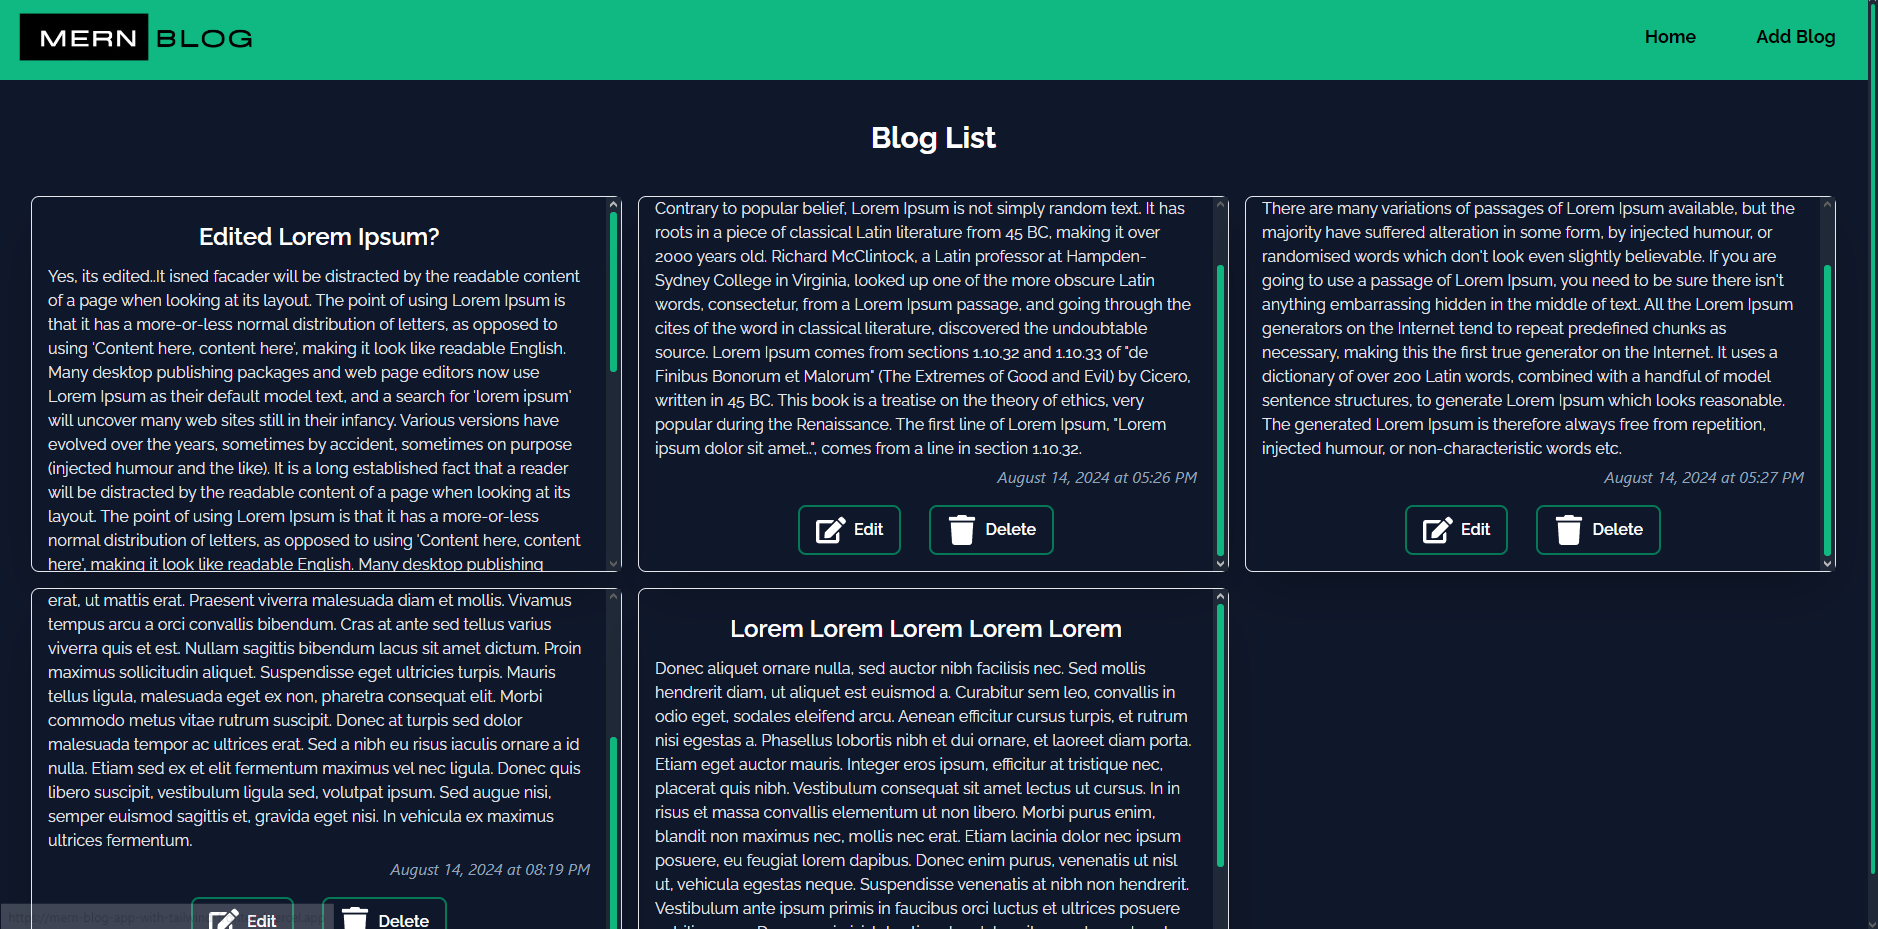 MERN BLOG
Home
Add Blog
Blog List
Edited Lorem Ipsum?
Yes, its edited..It isned facader will be distracted by the readable content
of a page when looking at its layout. The point of using Lorem Ipsum is
that it has a more-or-less normal distribution of letters, as opposed to
using 'Content here, content here', making it look like readable English.
Many desktop publishing packages and web page editors now use
Lorem Ipsum as their default model text, and a search for 'lorem ipsum'
will uncover many web sites still in their infancy. Various versions have
evolved over the years, sometimes by accident, sometimes on purpose
(injected humour and the like). It is a long established fact that a reader
will be distracted by the readable content of a page when looking at its
layout. The point of using Lorem Ipsum is that it has a more-or-less
normal distribution of letters, as opposed to using 'Content here, content
here', making it look like readable English. Many desktop publishing
Contrary to popular belief, Lorem Ipsum is not simply random text. It has
roots in a piece of classical Latin literature from 45 BC, making it over
2000 years old. Richard McClintock, a Latin professor at Hampden-
Sydney College in Virginia, looked up one of the more obscure Latin
words, consectetur, from a Lorem Ipsum passage, and going through the
cites of the word in classical literature, discovered the undoubtable
source. Lorem Ipsum comes from sections 1.10.32 and 1.10.33 of "de
Finibus Bonorum et Malorum" (The Extremes of Good and Evil) by Cicero,
written in 45 BC. This book is a treatise on the theory of ethics, very
popular during the Renaissance. The first line of Lorem Ipsum, "Lorem
ipsum dolor sit amet..", comes from a line in section 1.10.32.
August 14, 2024 at 05:26 PM
Edit
Delete
There are many variations of passages of Lorem Ipsum available, but the
majority have suffered alteration in some form, by injected humour, or
randomised words which don't look even slightly believable. If you are
going to use a passage of Lorem Ipsum, you need to be sure there isn't
anything embarrassing hidden in the middle of text. All the Lorem Ipsum
generators on the Internet tend to repeat predefined chunks as
necessary, making this the first true generator on the Internet. It uses a
dictionary of over 200 Latin words, combined with a handful of model
sentence structures, to generate Lorem Ipsum which looks reasonable.
The generated Lorem Ipsum is therefore always free from repetition,
injected humour, or non-characteristic words etc.
August 14, 2024 at 05:27 PM
Edit
Delete
erat, ut mattis erat. Praesent viverra malesuada diam et mollis. Vivamus
tempus arcu a orci convallis bibendum. Cras at ante sed tellus varius
viverra quis et est. Nullam sagittis bibendum lacus sit amet dictum. Proin
maximus sollicitudin aliquet. Suspendisse eget ultricies turpis. Mauris
tellus ligula, malesuada eget ex non, pharetra consequat elit. Morbi
commodo metus vitae rutrum suscipit. Donec at turpis sed dolor
malesuada tempor ac ultrices erat. Sed a nibh eu risus iaculis ornare a id
nulla. Etiam sed ex et elit fermentum maximus vel nec ligula. Donec quis
libero suscipit, vestibulum ligula sed, volutpat ipsum. Sed augue nisi,
semper euismod sagittis et, gravida eget nisi. In vehicula ex maximus
ultrices fermentum.
August 14, 2024 at 08:19 PM
Edit
Delete
Lorem Lorem Lorem Lorem Lorem
Donec aliquet ornare nulla, sed auctor nibh facilisis nec. Sed mollis
hendrerit diam, ut aliquet est euismod a. Curabitur sem leo, convallis in
odio eget, sodales eleifend arcu. Aenean efficitur cursus turpis, et rutrum
nisi egestas a. Phasellus lobortis nibh et dui ornare, et laoreet diam porta.
Etiam eget auctor mauris. Integer eros ipsum, efficitur at tristique nec,
placerat quis nibh. Vestibulum consequat sit amet lectus ut cursus. In in
risus et massa convallis elementum ut non libero. Morbi purus enim,
blandit non maximus nec, mollis nec erat. Etiam lacinia dolor nec ipsum
posuere, eu feugiat lorem dapibus. Donec enim purus, venenatis ut nisl
ut, vehicula egestas neque. Suspendisse venenatis at nibh non hendrerit.
Vestibulum ante ipsum primis in faucibus orci luctus et ultrices posuere